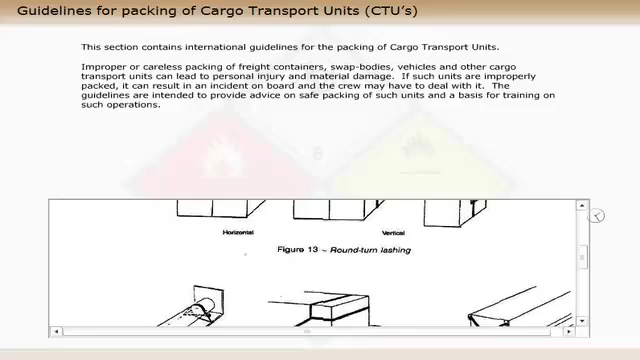 Guidelines for packing of Cargo Transport Units (CTU's)
This section contains international guidelines for the packing of Cargo Transport Units.
Improper or careless packing of freight containers, swap-bodies, vehicles and other cargo
transport units can lead to personal injury and material damage. If such units are improperly
packed, it can result in an incident on board and the crew may have to deal with it. The
guidelines are intended to provide advice on safe packing of such units and a basis for training on
such operations.
Horizontal
Vertical
Figure 13 – Round-turn lashing